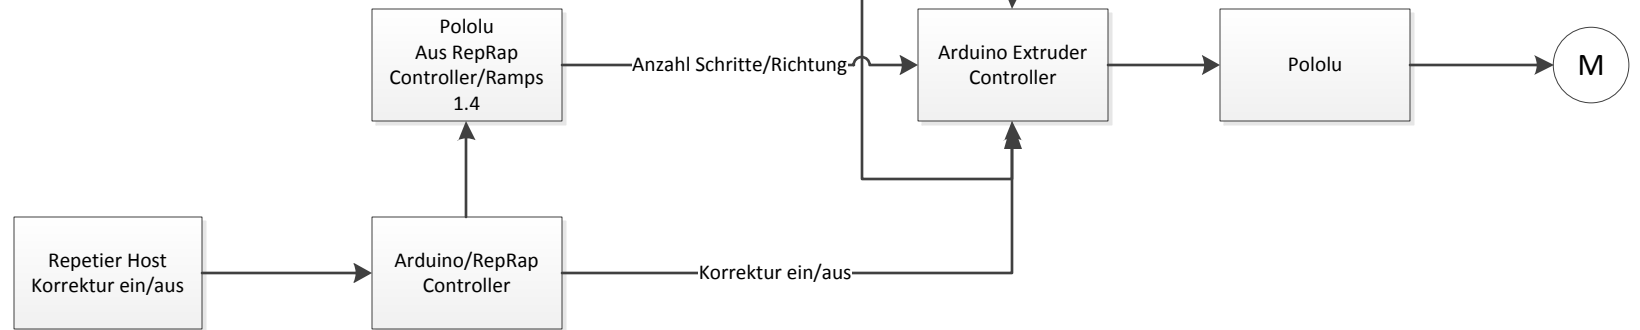 Pololu
Aus RepRap
Controller/Ramps
1.4
Anzahl Schritte/Richtung
Arduino Extruder
Controller
Pololu
M
Repetier Host
Korrektur ein/aus
Arduino/RepRap
Controller
Korrektur ein/aus